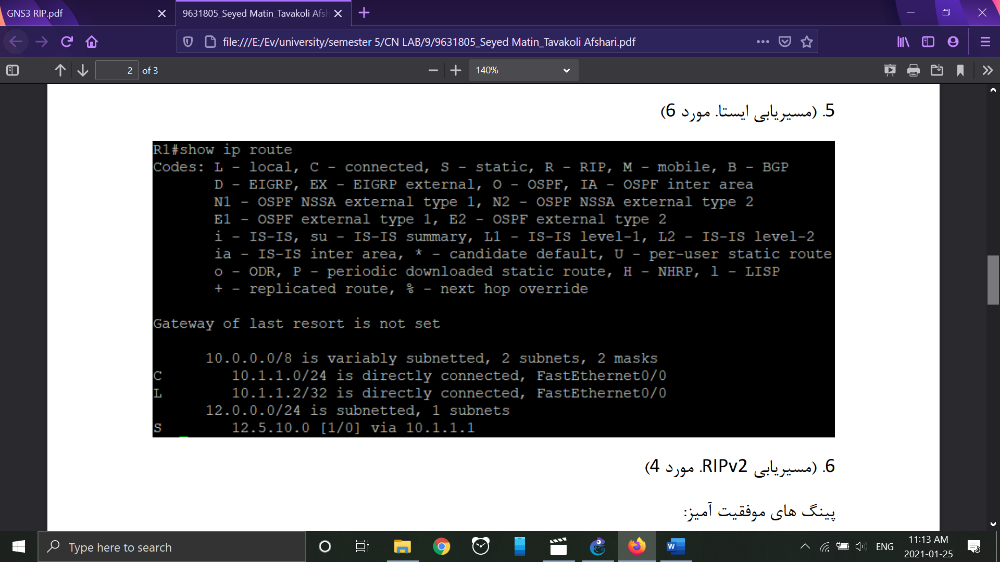 GNS3 RIP.pdf
9631805_Seyed Matin_Tavakoli Afsh
file:///E:/Ev/university/semester 5/CN LAB/9/9631805_Seyed Matin_Tavakoli Afshari.pdf
2 of 3
140%
5. (مسیریابی ایستا. مورد 6)
R1#show ip route
Codes: L - local, C - connected, S - static, R - RIP, M - mobile, B - BGP
D - EIGRP, EX - EIGRP external, O - OSPF, IA - OSPF inter area
N1 - OSPF NSSA external type 1, N2 - OSPF NSSA external type 2
E1 - OSPF external type 1, E2 - OSPF external type 2
i - IS-IS, su - IS-IS summary, L1 - IS-IS level-1, L2 - IS-IS level-2
ia - IS-IS inter area, * - candidate default, U - per-user static route
o - ODR, P - periodic downloaded static route, H - NHRP, l - LISP
+ - replicated route, % - next hop override
Gateway of last resort is not set
10.0.0.0/8 is variably subnetted, 2 subnets, 2 masks
C 10.1.1.0/24 is directly connected, FastEthernet0/0
L 10.1.1.2/32 is directly connected, FastEthernet0/0
12.0.0.0/24 is subnetted, 1 subnets
S 12.5.10.0 [1/0] via 10.1.1.1
6. (مسیریابی RIPv2. مورد 4)
پینگ های موفقیت آمیز:
Type here to search
W
ENG
11:13 AM
2021-01-25